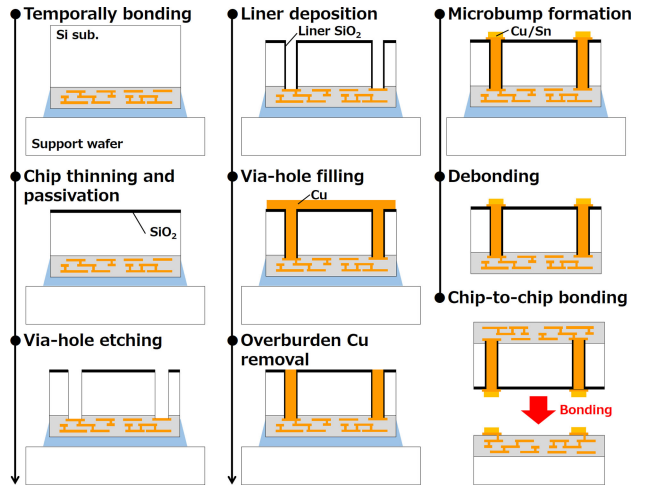 Temporally bonding
Si sub.
Support wafer
Chip thinning and
passivation
SiO2
Via-hole etching
Liner deposition
Liner SiO2
Via-hole filling
Cu
Overburden Cu
removal
Microbump formation
Cu/Sn
Debonding
Chip-to-chip bonding
Bonding